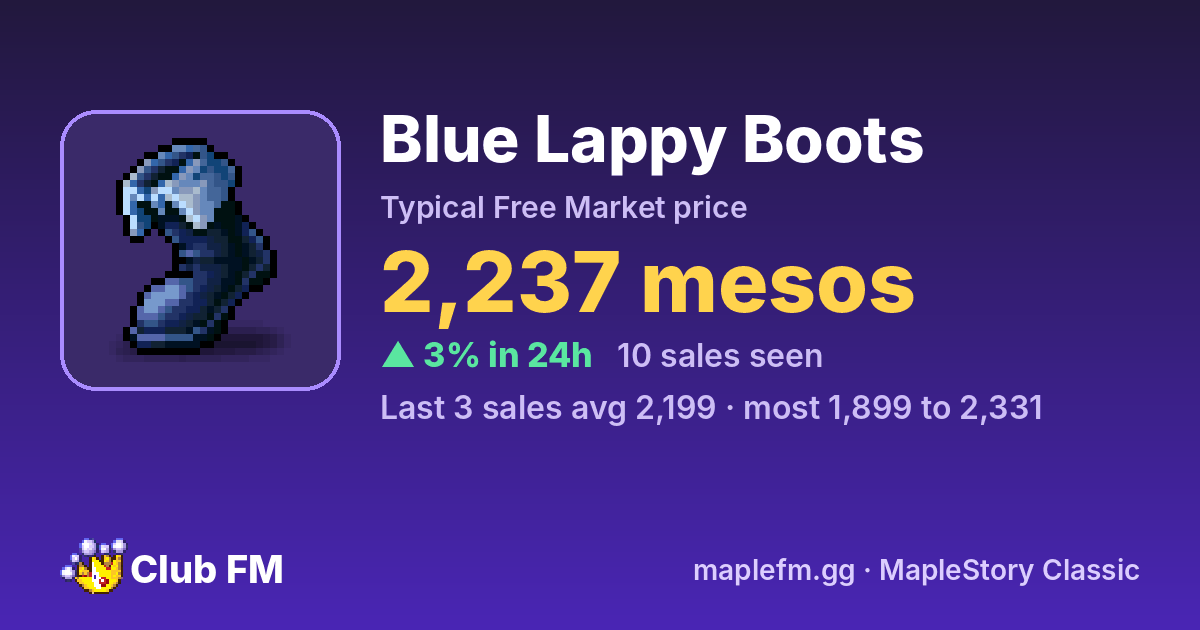 Blue Lappy Boots
Typical Free Market price
2,237 mesos
▲ 3% in 24h 10 sales seen
Last 3 sales avg 2,199 · most 1,899 to 2,331
Club FM
maplefm.gg · MapleStory Classic